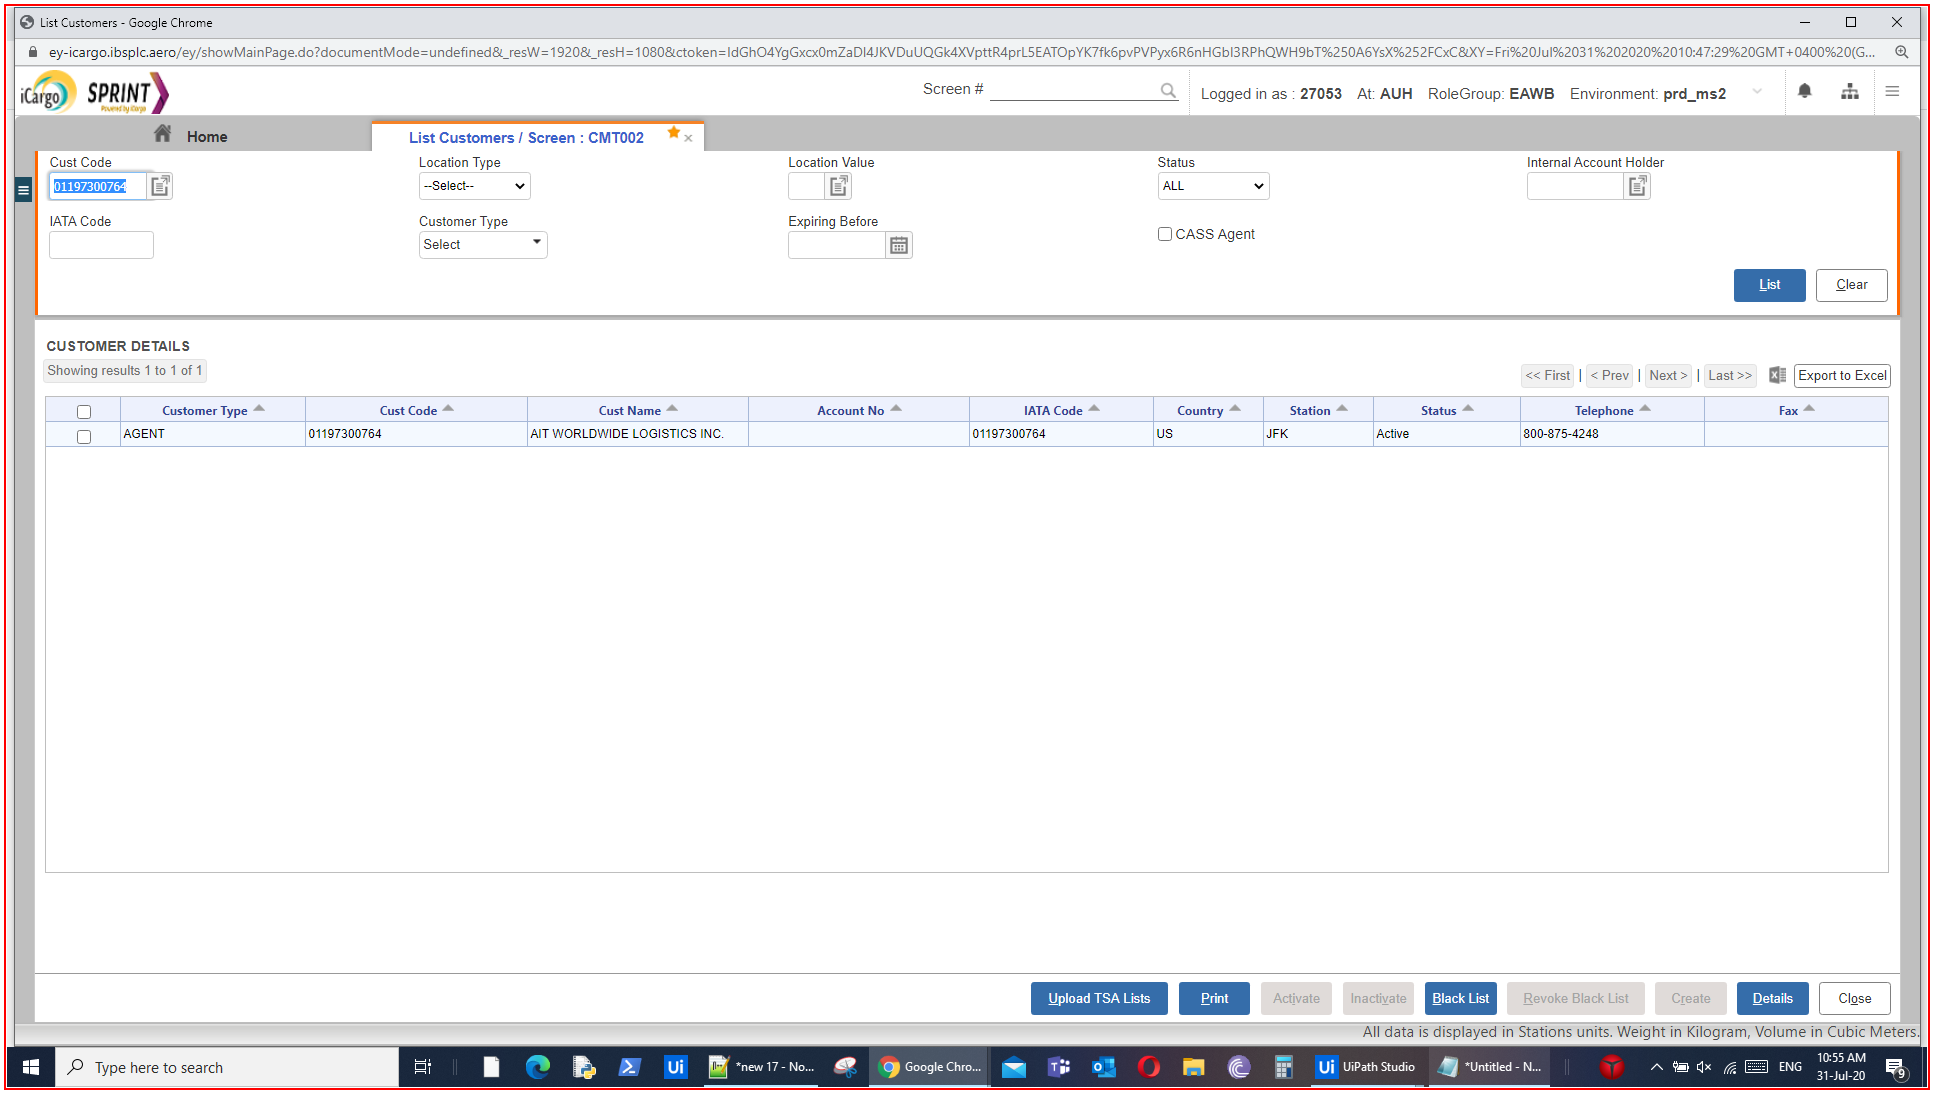 List Customers - Google Chrome
ey-icargo.ibsplc.aero/ey/showMainPage.do?documentMode=undefined&_resW=1920&_resH=1080&ctoken=IdGhO4YgGxcx0mZaDI4JKVDuUQGk4XVpttR4prL5EATOpYK7fk6pvPVPyx6R6nHGbI3RPhQWH9bT%250A6YsX%252FCxC&XY=Fri%20Jul%2031%202020%2010:47:29%20GMT+0400%20(G...
iCargo SPRINT Powered by iCargo
Screen # Logged in as : 27053 At: AUH RoleGroup: EAWB Environment: prd_ms2
Home List Customers / Screen : CMT002
Cust Code Location Type Location Value Status Internal Account Holder
01197300764 --Select-- ALL
IATA Code Customer Type Expiring Before
Select CASS Agent
List Clear
CUSTOMER DETAILS
Showing results 1 to 1 of 1
<< First | < Prev | Next > | Last >> Export to Excel
Customer Type Cust Code Cust Name Account No IATA Code Country Station Status Telephone Fax
AGENT 01197300764 AIT WORLDWIDE LOGISTICS INC. 01197300764 US JFK Active 800-875-4248
Upload TSA Lists Print Activate Inactivate Black List Revoke Black List Create Details Close
All data is displayed in Stations units. Weight in Kilogram, Volume in Cubic Meters.
Type here to search Ui *new 17 - No... Google Chro... Ui UiPath Studio *Untitled - N... ENG 10:55 AM
31-Jul-20 9